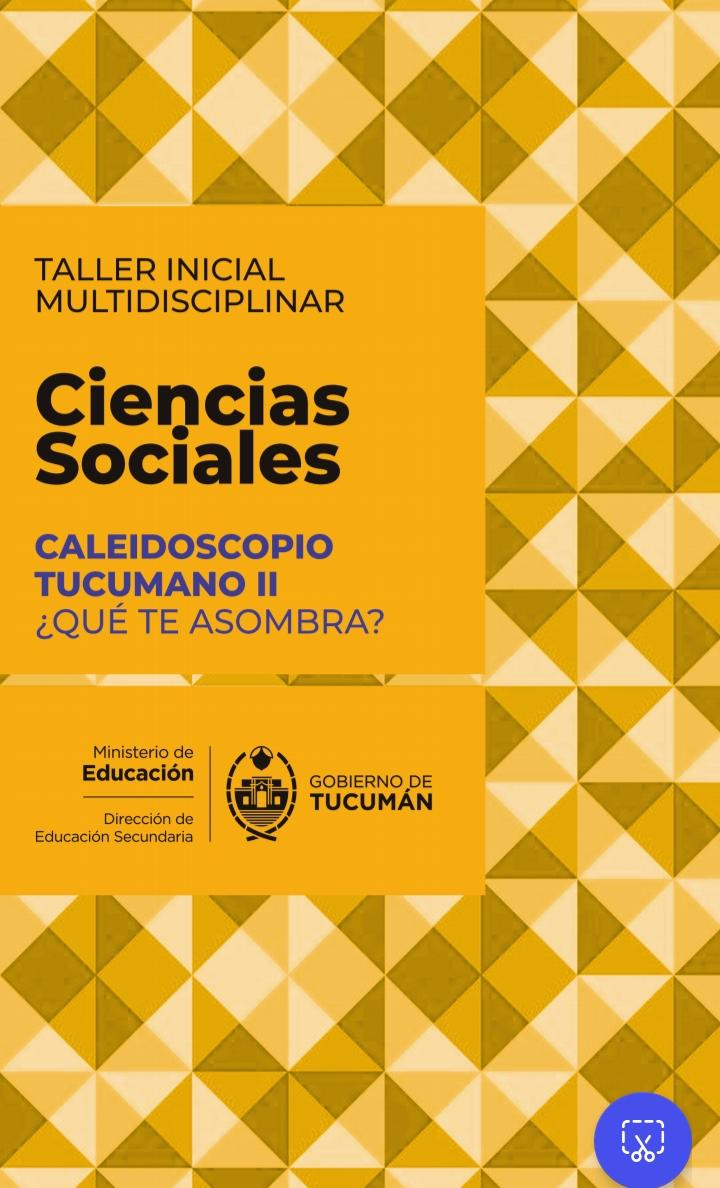 TALLER INICIAL
MULTIDISCIPLINAR
Ciencias
Sociales
CALEIDOSCOPIO
TUCUMANO II
¿QUÉ TE ASOMBRA?
Ministerio de
Educación
Dirección de
Educación Secundaria
GOBIERNO DE
TUCUMÁN